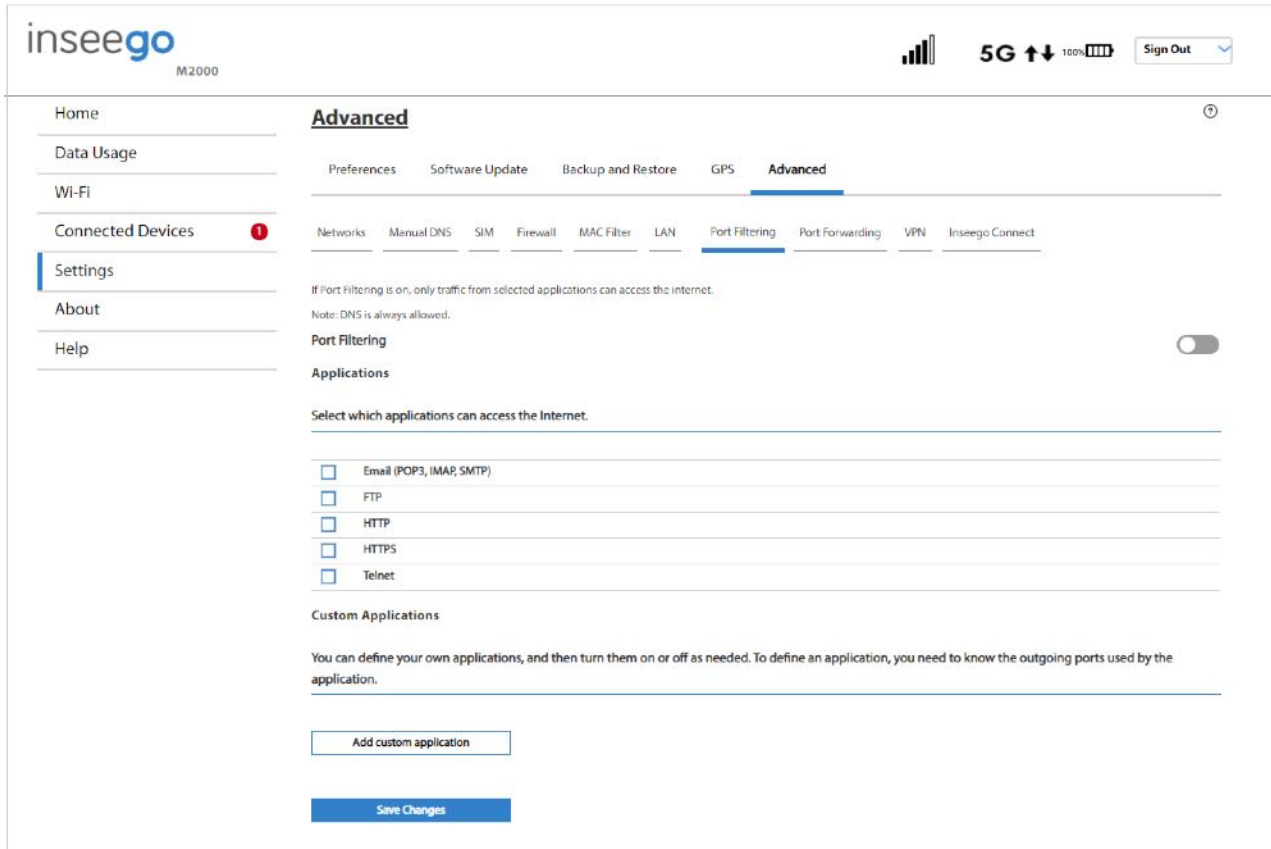 inseego
M2000
5G 100% Sign Out
Home
Data Usage
Wi-Fi
Connected Devices 1
Settings
About
Help
Advanced
?
Preferences Software Update Backup and Restore GPS Advanced
Networks Manual DNS SIM Firewall MAC Filter LAN Port Filtering Port Forwarding VPN Inseego Connect
If Port Filtering is on, only traffic from selected applications can access the internet.
Note: DNS is always allowed.
Port Filtering
Applications
Select which applications can access the Internet.
Email (POP3, IMAP, SMTP)
FTP
HTTP
HTTPS
Telnet
Custom Applications
You can define your own applications, and then turn them on or off as needed. To define an application, you need to know the outgoing ports used by the
application.
Add custom application
Save Changes